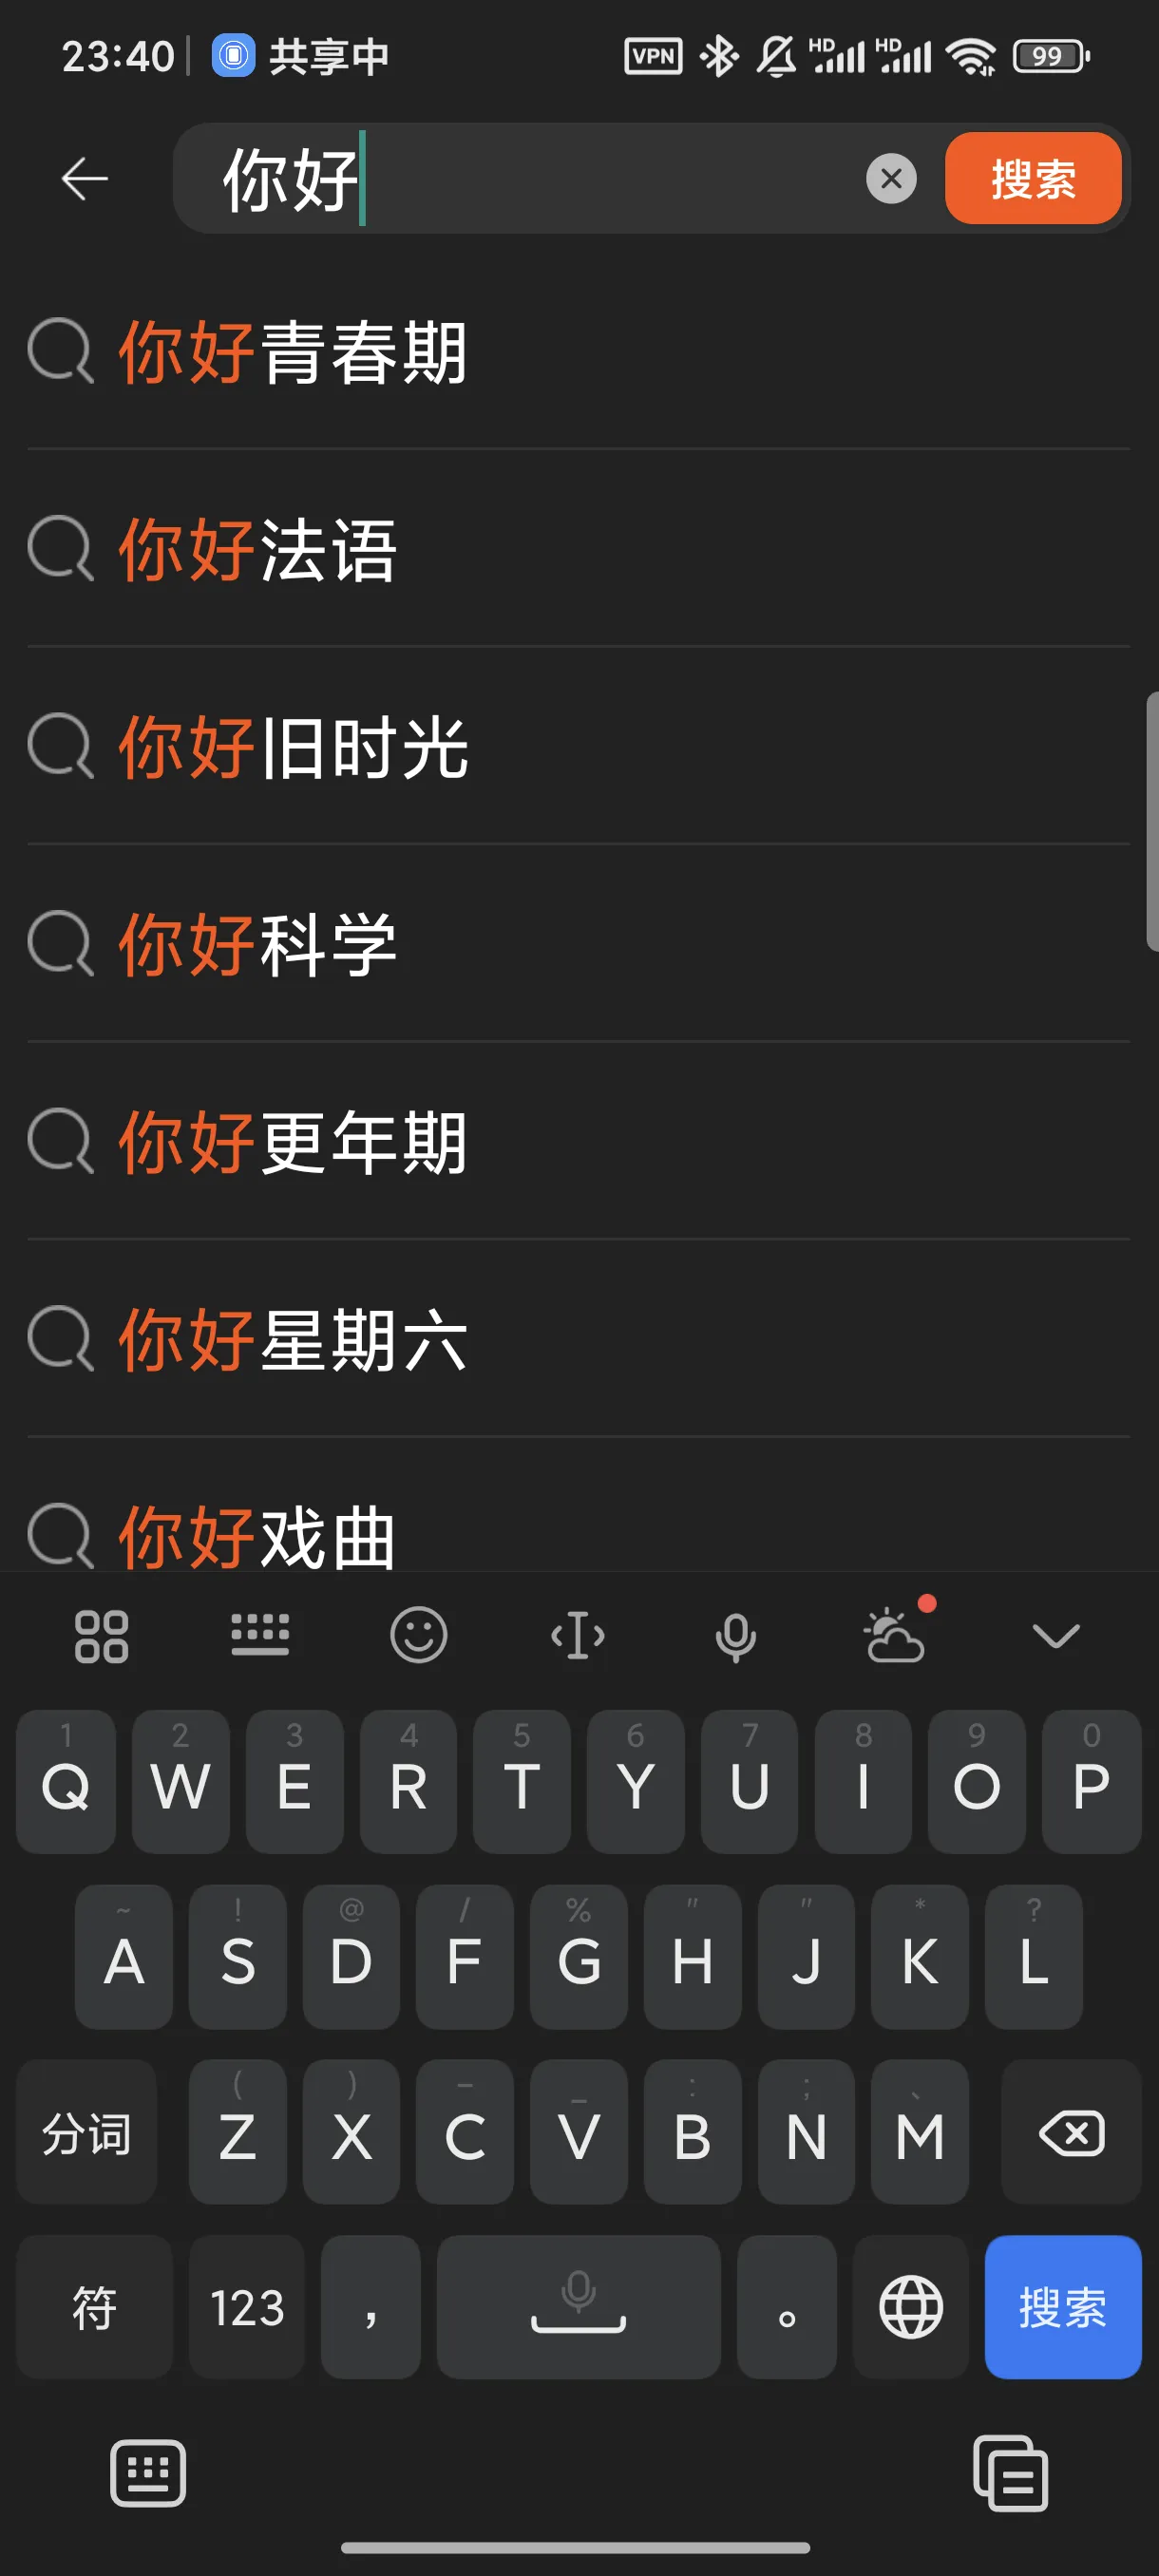 23:40 共享中 VPN HD HD 99
你好 搜索
你好青春期
你好法语
你好旧时光
你好科学
你好更年期
你好星期六
你好戏曲
1 2 3 4 5 6 7 8 9 0
Q W E R T Y U I O P
~ ! @ / % " " * ?
A S D F G H J K L
( ) – _ : ; 、
分词 Z X C V B N M
符 123 , 。 搜索